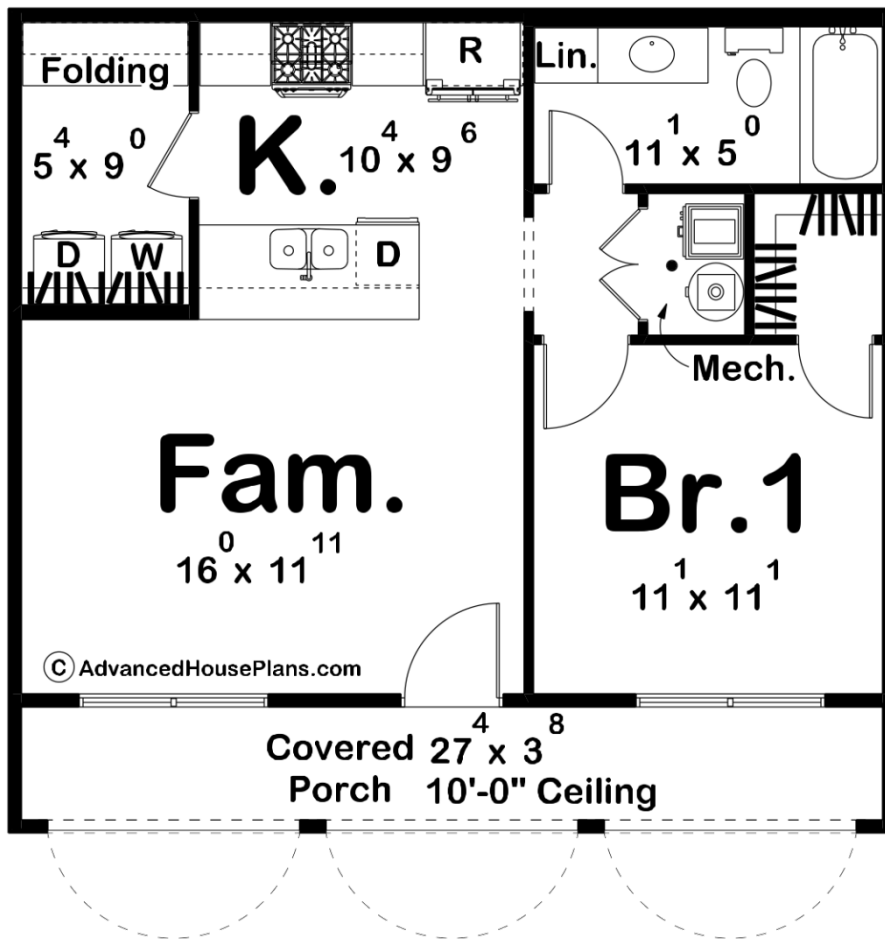 Folding
5⁴ x 9⁰
D
W
K.
10⁴ x 9⁶
R
D
Lin.
11¹ x 5⁰
Mech.
Fam.
16⁰ x 11¹¹
Br.1
11¹ x 11¹
© AdvancedHousePlans.com
Covered 27⁴ x 3⁸
Porch 10'-0" Ceiling